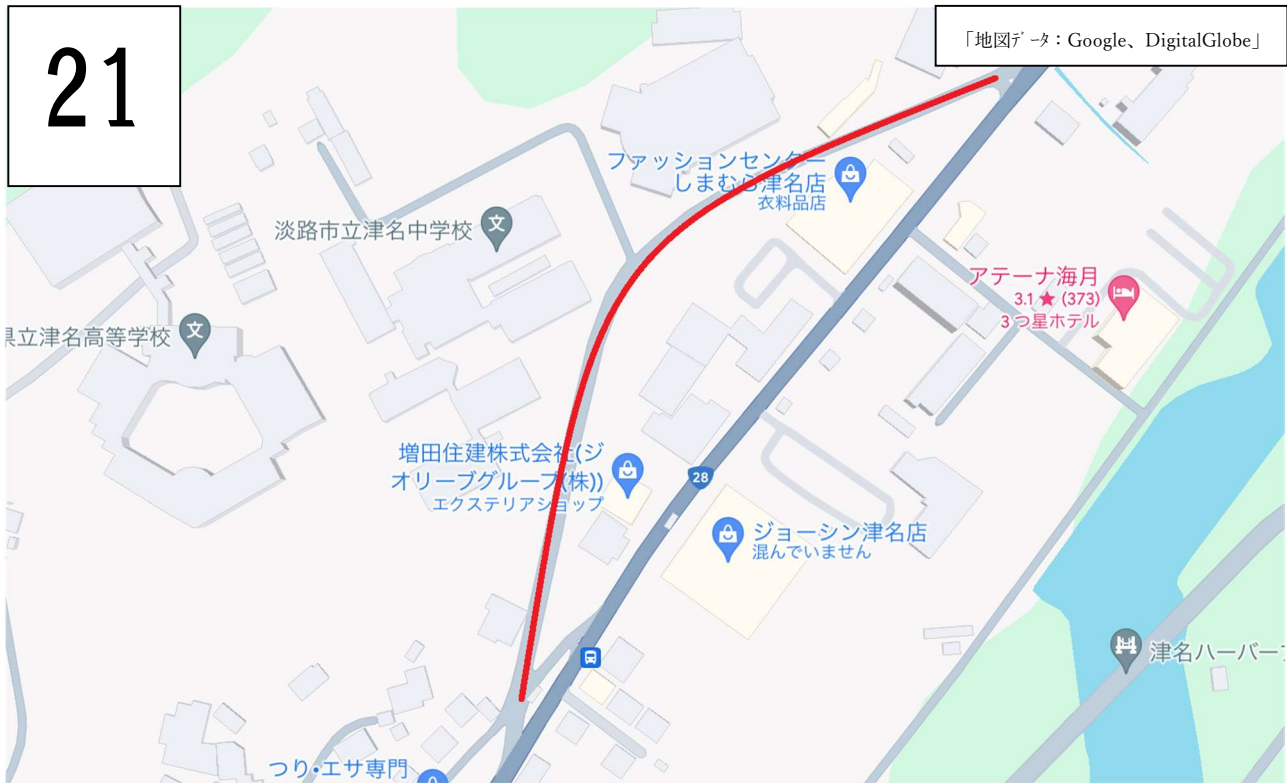 21
「地図ﾃﾞｰﾀ：Google、DigitalGlobe」
ファッションセンター
しまむら津名店
衣料品店
淡路市立津名中学校
文
アテーナ海月
3.1 ★ (373)
3 つ星ホテル
県立津名高等学校
文
増田住建株式会社(ジ
オリーブグループ(株))
エクステリアショップ
28
ジョーシン津名店
混んでいません
津名ハーバー
つり•エサ専門